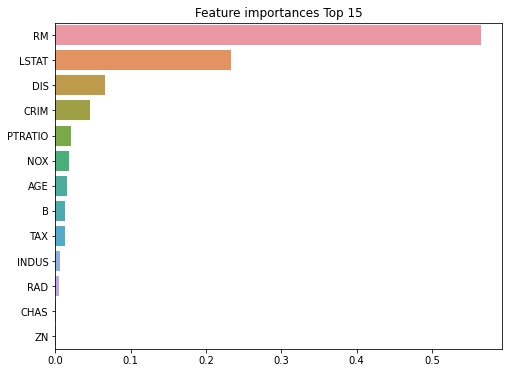 Feature importances Top 15
RM
LSTAT
DIS
CRIM
PTRATIO
NOX
AGE
B
TAX
INDUS
RAD
CHAS
ZN
0.0 0.1 0.2 0.3 0.4 0.5